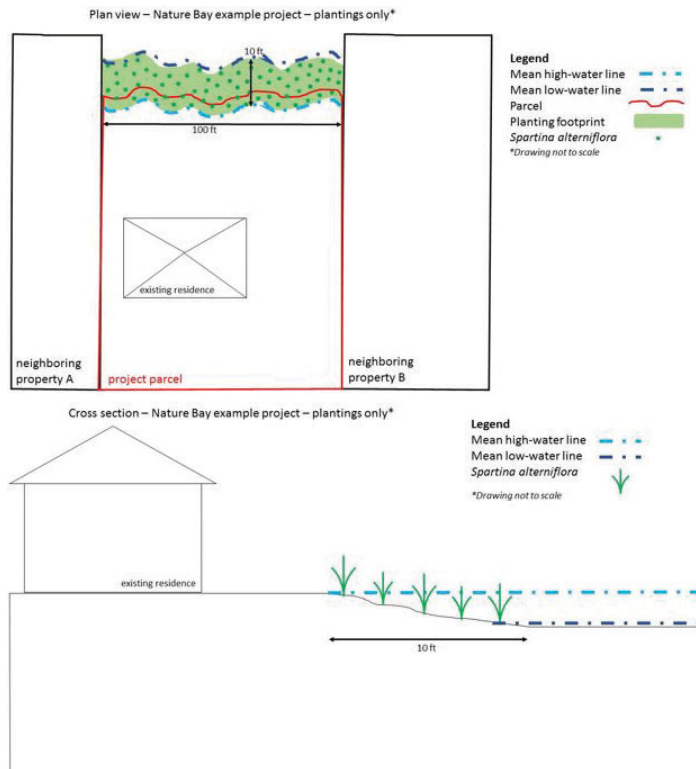 Plan view – Nature Bay example project – plantings only*
10 ft
100 ft
existing residence
neighboring
property A
project parcel
neighboring
property B
Legend
Mean high-water line
Mean low-water line
Parcel
Planting footprint
Spartina alterniflora
*Drawing not to scale
Cross section – Nature Bay example project – plantings only*
Legend
Mean high-water line
Mean low-water line
Spartina alterniflora
*Drawing not to scale
existing residence
10 ft